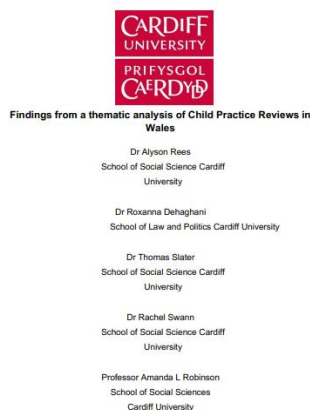 CARDIFF
UNIVERSITY
PRIFYSGOL
CAERDYDD
Findings from a thematic analysis of Child Practice Reviews in
Wales
Dr Alyson Rees
School of Social Science Cardiff
University
Dr Roxanna Dehaghani
School of Law and Politics Cardiff University
Dr Thomas Slater
School of Social Science Cardiff
University
Dr Rachel Swann
School of Social Science Cardiff
University
Professor Amanda L Robinson
School of Social Sciences
Cardiff University